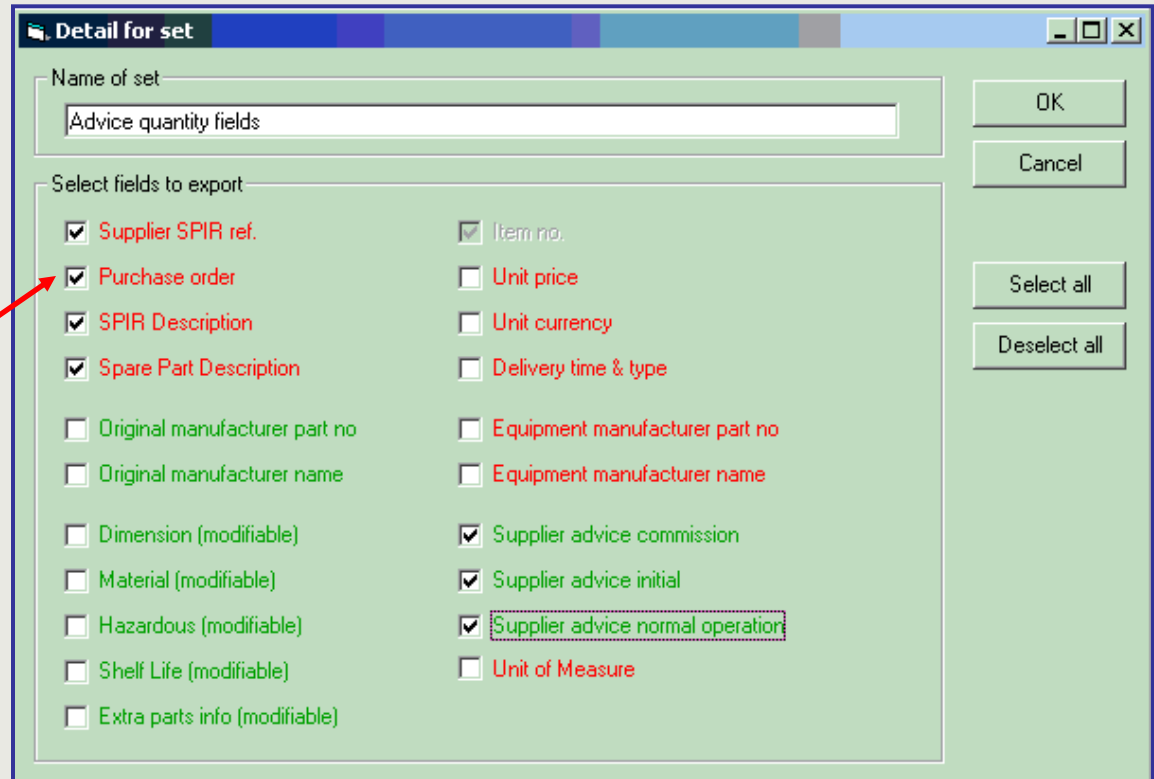 Detail for set
Name of set
Advice quantity fields
OK
Cancel
Select fields to export
Supplier SPIR ref.
Purchase order
SPIR Description
Spare Part Description
Original manufacturer part no
Original manufacturer name
Dimension (modifiable)
Material (modifiable)
Hazardous (modifiable)
Shelf Life (modifiable)
Extra parts info (modifiable)
Item no.
Unit price
Unit currency
Delivery time & type
Equipment manufacturer part no
Equipment manufacturer name
Supplier advice commission
Supplier advice initial
Supplier advice normal operation
Unit of Measure
Select all
Deselect all